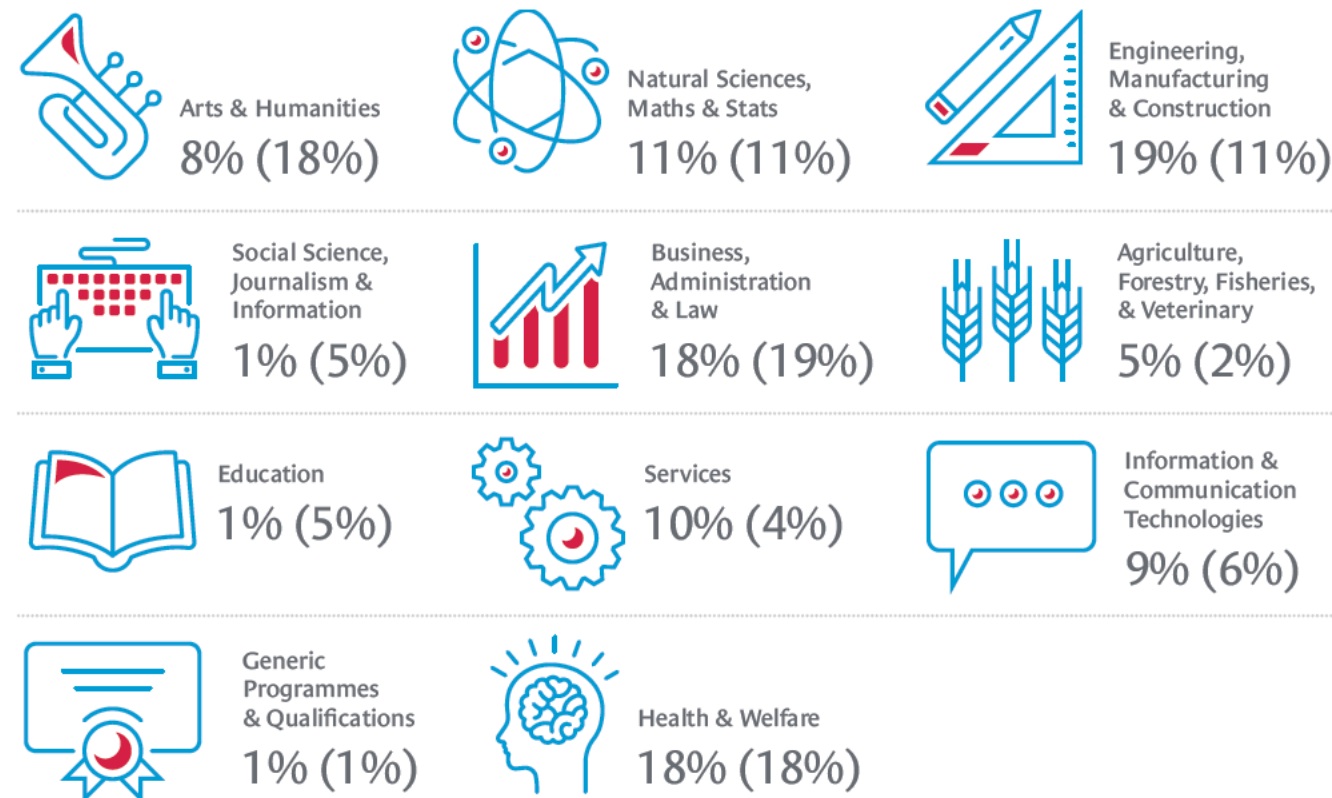 Arts & Humanities
8% (18%)
Natural Sciences,
Maths & Stats
11% (11%)
Engineering,
Manufacturing
& Construction
19% (11%)
Social Science,
Journalism &
Information
1% (5%)
Business,
Administration
& Law
18% (19%)
Agriculture,
Forestry, Fisheries,
& Veterinary
5% (2%)
Education
1% (5%)
Services
10% (4%)
Information &
Communication
Technologies
9% (6%)
Generic
Programmes
& Qualifications
1% (1%)
Health & Welfare
18% (18%)